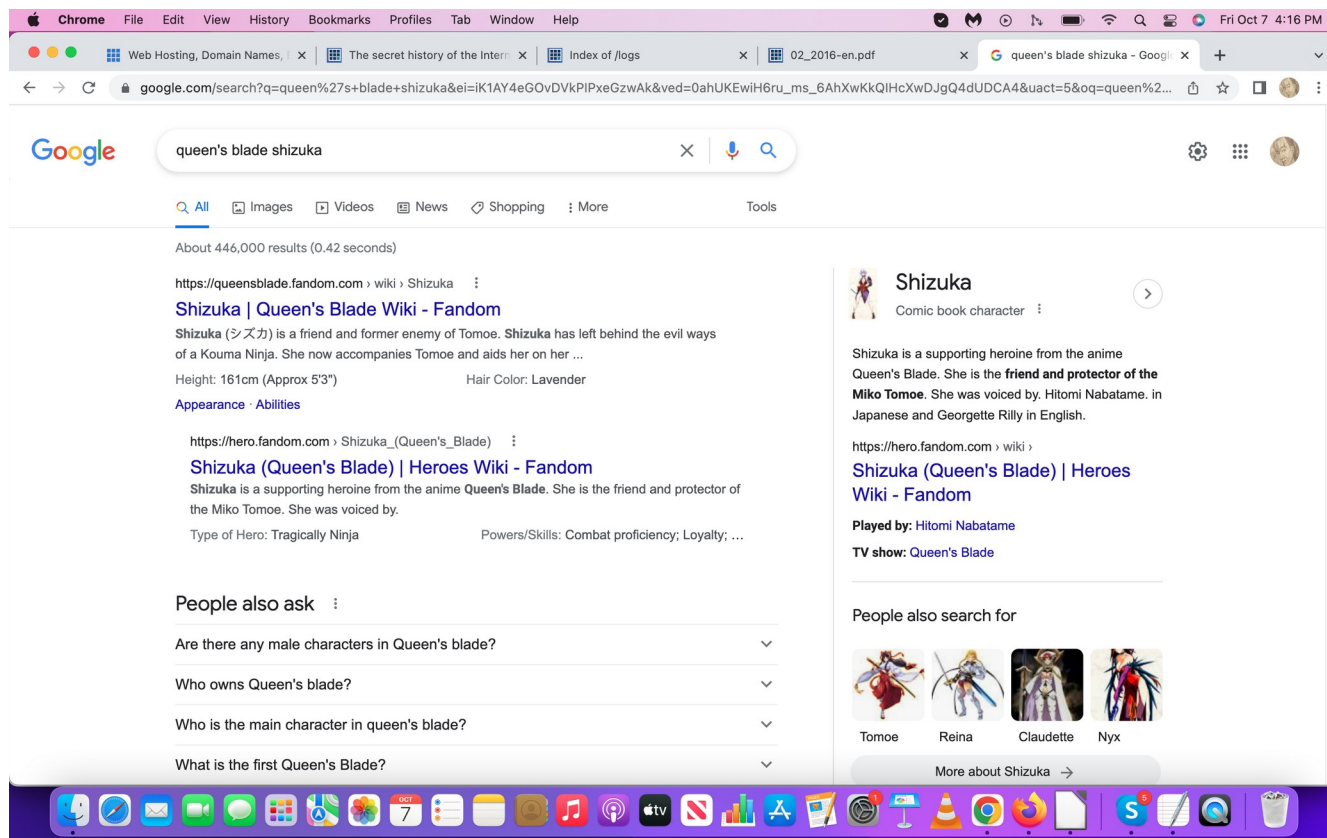 Chrome File Edit View History Bookmarks Profiles Tab Window Help Fri Oct 7 4:16 PM
Web Hosting, Domain Names, The secret history of the Intern Index of /logs 02_2016-en.pdf queen's blade shizuka - Googl
google.com/search?q=queen%27s+blade+shizuka&ei=iK1AY4eGOvDVkPIPxeGzwAk&ved=0ahUKEwiH6ru_ms_6AhXwKkQIHcXwDJgQ4dUDCA4&uact=5&oq=queen%2...
Google queen's blade shizuka
All Images Videos News Shopping More Tools
About 446,000 results (0.42 seconds)
https://queensblade.fandom.com › wiki › Shizuka
Shizuka | Queen's Blade Wiki - Fandom
Shizuka (シズカ) is a friend and former enemy of Tomoe. Shizuka has left behind the evil ways
of a Kouma Ninja. She now accompanies Tomoe and aids her on her ...
Height: 161cm (Approx 5'3") Hair Color: Lavender
Appearance · Abilities
https://hero.fandom.com › Shizuka_(Queen's_Blade)
Shizuka (Queen's Blade) | Heroes Wiki - Fandom
Shizuka is a supporting heroine from the anime Queen's Blade. She is the friend and protector of
the Miko Tomoe. She was voiced by.
Type of Hero: Tragically Ninja Powers/Skills: Combat proficiency; Loyalty; ...
People also ask
Are there any male characters in Queen's blade?
Who owns Queen's blade?
Who is the main character in queen's blade?
What is the first Queen's Blade?
Shizuka
Comic book character
Shizuka is a supporting heroine from the anime
Queen's Blade. She is the friend and protector of the
Miko Tomoe. She was voiced by. Hitomi Nabatame. in
Japanese and Georgette Rilly in English.
https://hero.fandom.com › wiki ›
Shizuka (Queen's Blade) | Heroes
Wiki - Fandom
Played by: Hitomi Nabatame
TV show: Queen's Blade
People also search for
Tomoe Reina Claudette Nyx
More about Shizuka →
OCT
7
tv
1
S
5